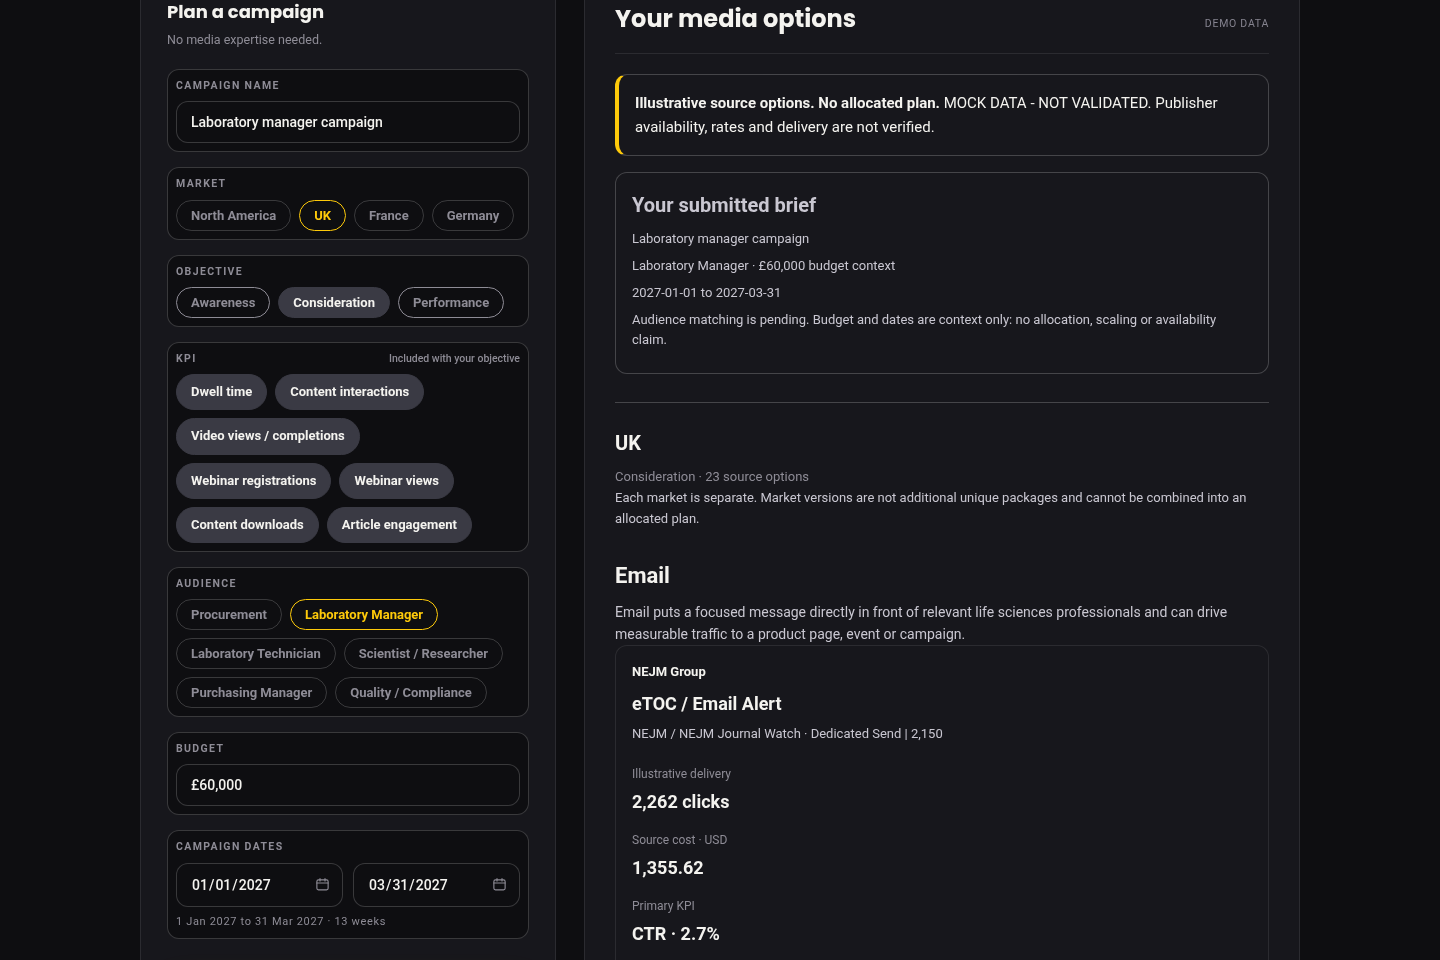 Plan a campaign
No media expertise needed.
CAMPAIGN NAME
Laboratory manager campaign
MARKET
North America
UK
France
Germany
OBJECTIVE
Awareness
Consideration
Performance
KPI
Included with your objective
Dwell time
Content interactions
Video views / completions
Webinar registrations
Webinar views
Content downloads
Article engagement
AUDIENCE
Procurement
Laboratory Manager
Laboratory Technician
Scientist / Researcher
Purchasing Manager
Quality / Compliance
BUDGET
£60,000
CAMPAIGN DATES
01/01/2027
03/31/2027
1 Jan 2027 to 31 Mar 2027 · 13 weeks
Your media options
DEMO DATA
Illustrative source options. No allocated plan. MOCK DATA - NOT VALIDATED. Publisher
availability, rates and delivery are not verified.
Your submitted brief
Laboratory manager campaign
Laboratory Manager · £60,000 budget context
2027-01-01 to 2027-03-31
Audience matching is pending. Budget and dates are context only: no allocation, scaling or availability
claim.
UK
Consideration · 23 source options
Each market is separate. Market versions are not additional unique packages and cannot be combined into an
allocated plan.
Email
Email puts a focused message directly in front of relevant life sciences professionals and can drive
measurable traffic to a product page, event or campaign.
NEJM Group
eTOC / Email Alert
NEJM / NEJM Journal Watch · Dedicated Send | 2,150
Illustrative delivery
2,262 clicks
Source cost · USD
1,355.62
Primary KPI
CTR · 2.7%